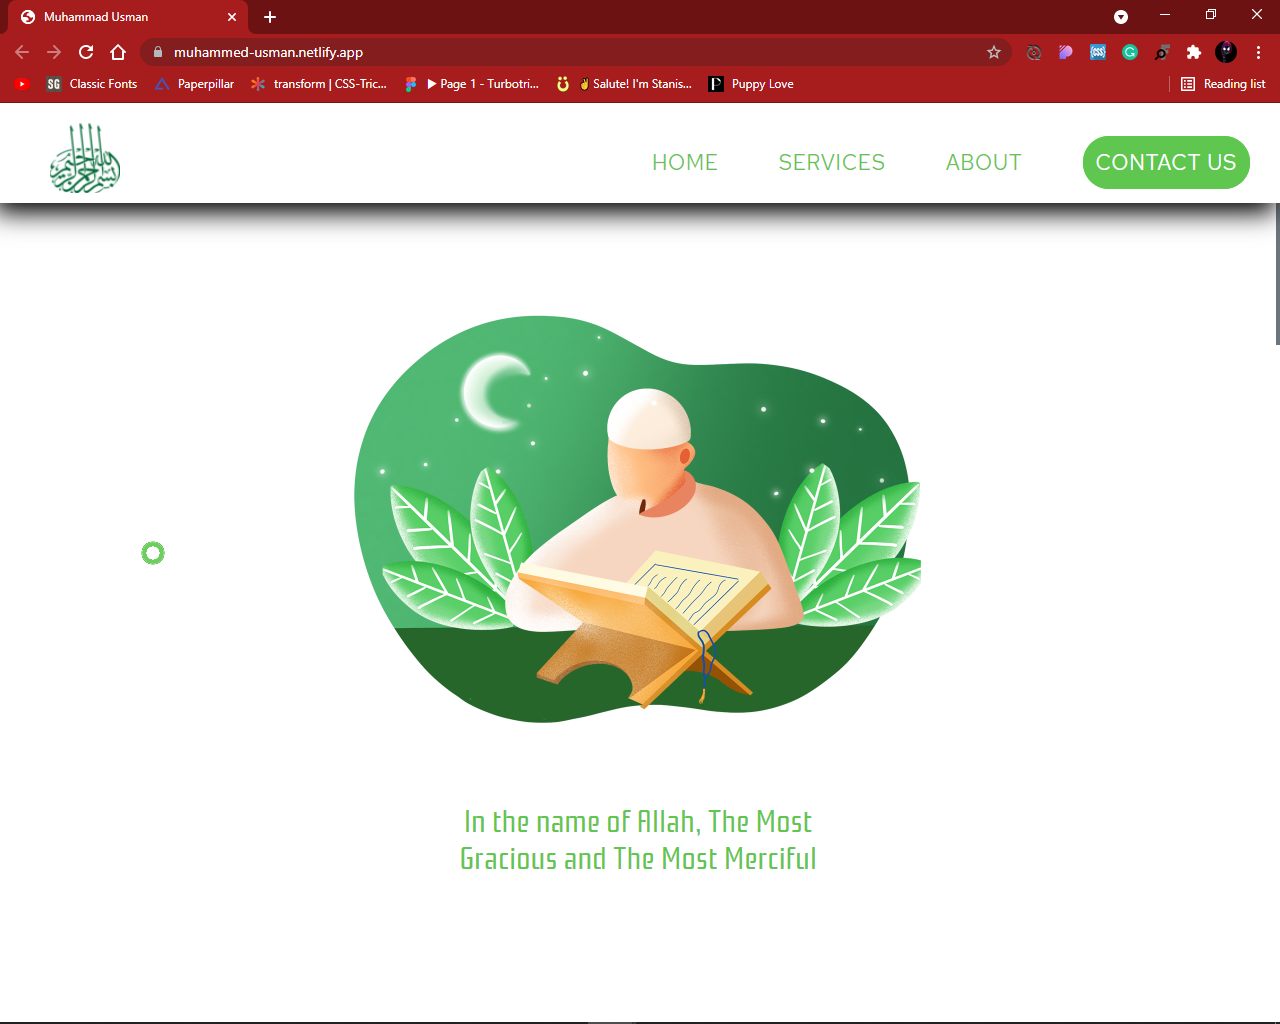 Muhammad Usman
muhammed-usman.netlify.app
SG Classic Fonts
Paperpillar
transform | CSS-Tric...
▶ Page 1 - Turbotri...
✌ Salute! I'm Stanis...
P Puppy Love
Reading list
HOME
SERVICES
ABOUT
CONTACT US
In the name of Allah, The Most
Gracious and The Most Merciful